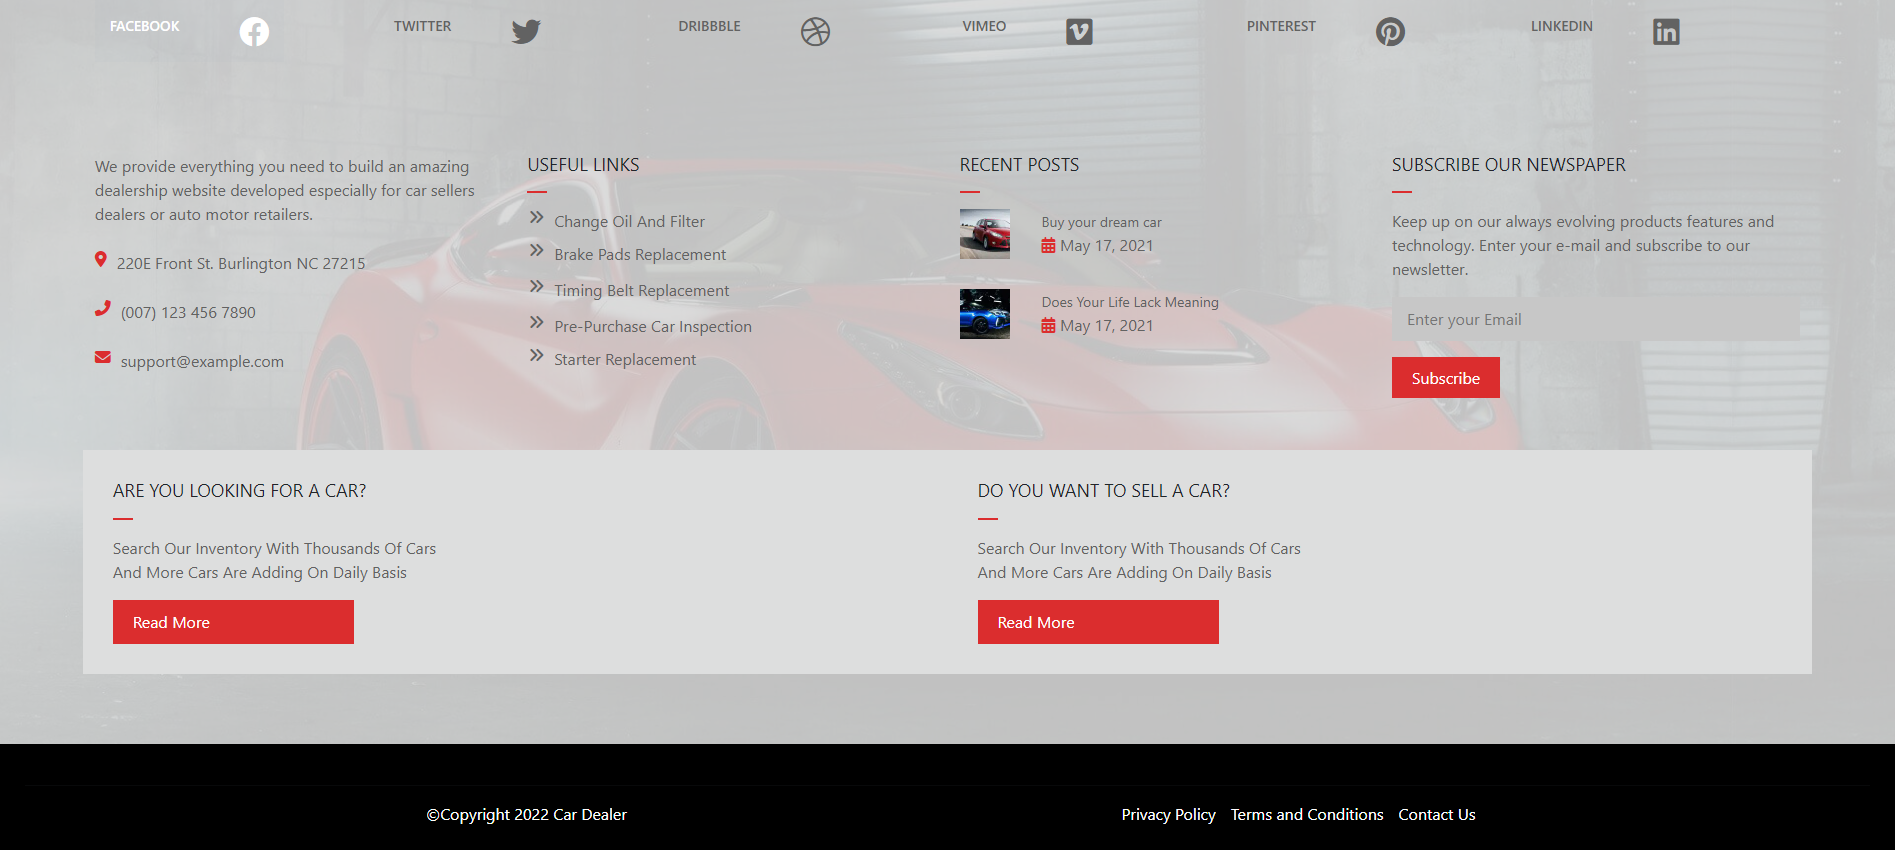 FACEBOOK
TWITTER
DRIBBBLE
VIMEO
PINTEREST
LINKEDIN
We provide everything you need to build an amazing
dealership website developed especially for car sellers
dealers or auto motor retailers.
220E Front St. Burlington NC 27215
(007) 123 456 7890
support@example.com
USEFUL LINKS
Change Oil And Filter
Brake Pads Replacement
Timing Belt Replacement
Pre-Purchase Car Inspection
Starter Replacement
RECENT POSTS
Buy your dream car
May 17, 2021
Does Your Life Lack Meaning
May 17, 2021
SUBSCRIBE OUR NEWSPAPER
Keep up on our always evolving products features and
technology. Enter your e-mail and subscribe to our
newsletter.
Enter your Email
Subscribe
ARE YOU LOOKING FOR A CAR?
Search Our Inventory With Thousands Of Cars
And More Cars Are Adding On Daily Basis
Read More
DO YOU WANT TO SELL A CAR?
Search Our Inventory With Thousands Of Cars
And More Cars Are Adding On Daily Basis
Read More
©Copyright 2022 Car Dealer
Privacy Policy Terms and Conditions Contact Us